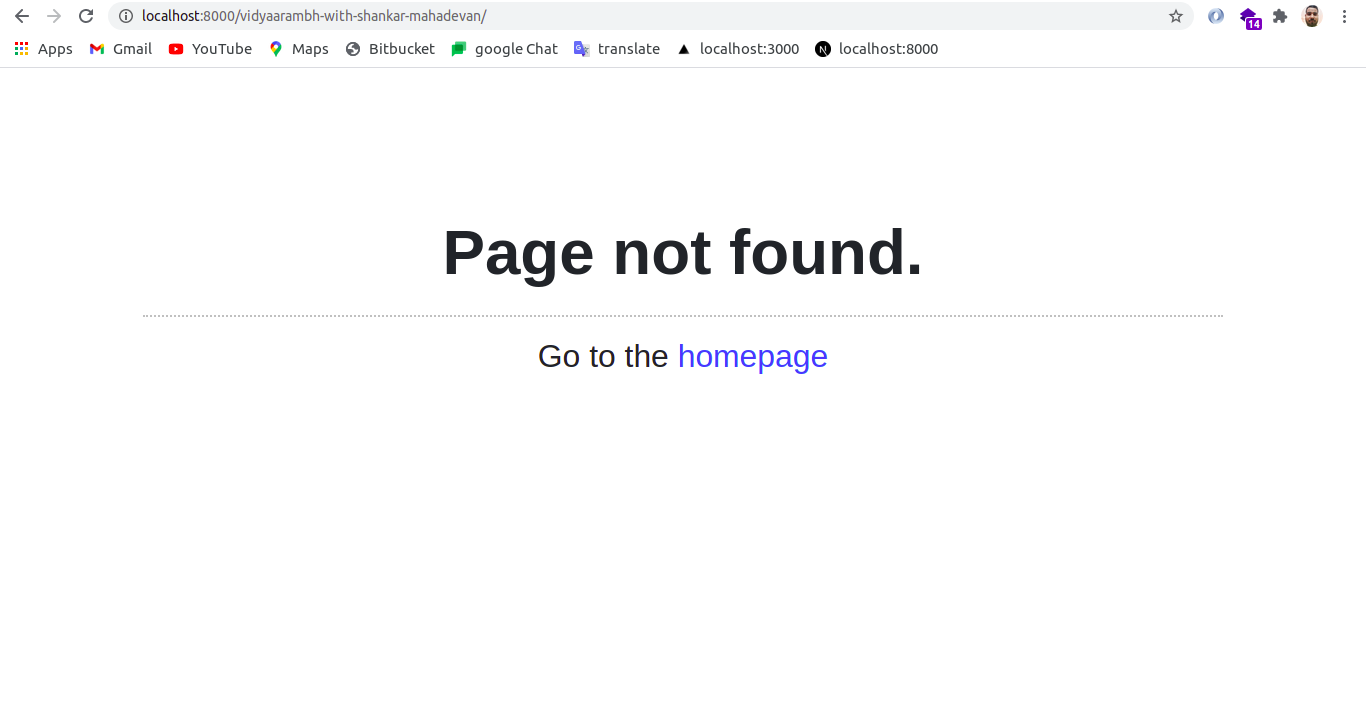 localhost:8000/vidyaarambh-with-shankar-mahadevan/
14
Apps Gmail YouTube Maps Bitbucket google Chat translate localhost:3000 localhost:8000
Page not found.
Go to the homepage